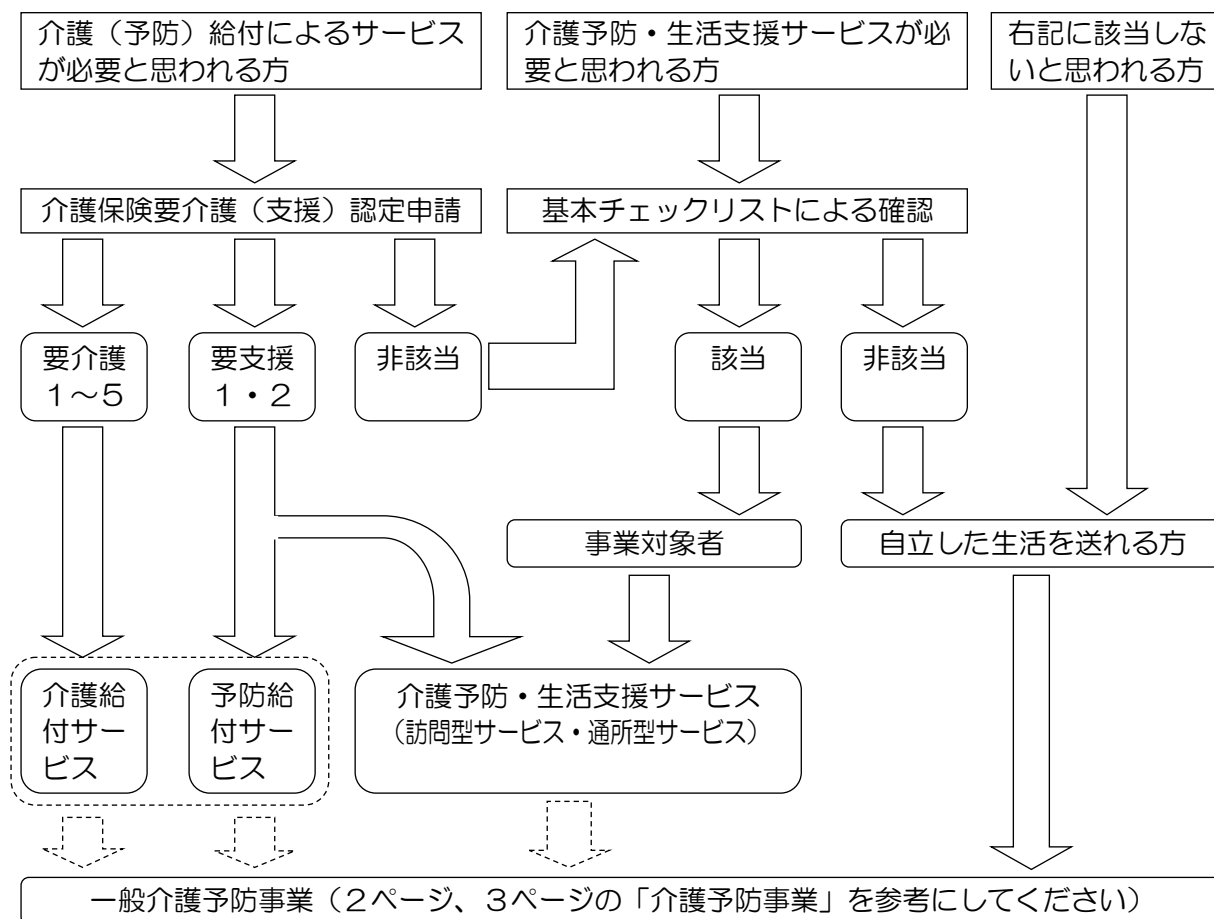 介護（予防）給付によるサービス
が必要と思われる方
介護予防・生活支援サービスが必
要と思われる方
右記に該当しな
いと思われる方
介護保険要介護（支援）認定申請
基本チェックリストによる確認
要介護
１～５
要支援
１・２
非該当
該当
非該当
事業対象者
自立した生活を送れる方
介護給
付サー
ビス
予防給
付サー
ビス
介護予防・生活支援サービス
（訪問型サービス・通所型サービス）
一般介護予防事業（２ページ、３ページの「介護予防事業」を参考にしてください）